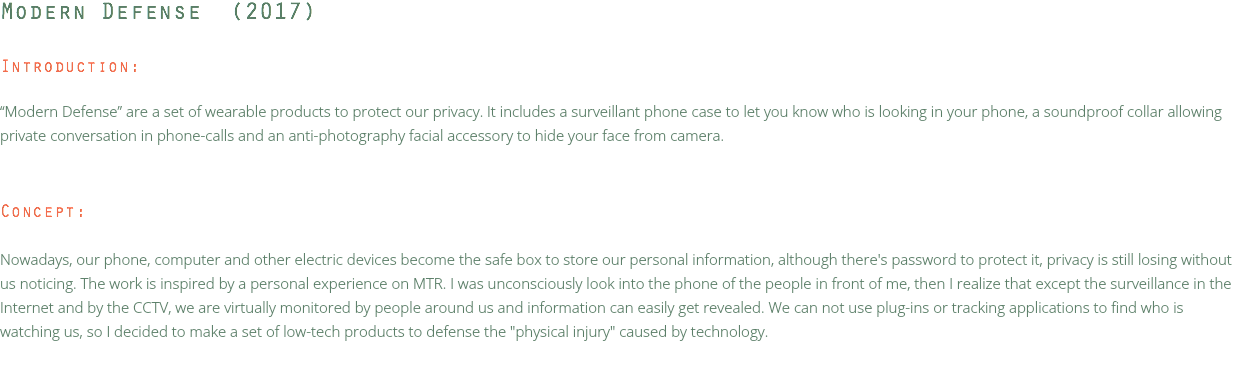 Modern Defense (2017)
Introduction:
“Modern Defense” are a set of wearable products to protect our privacy. It includes a surveillant phone case to let you know who is looking in your phone, a soundproof collar allowing
private conversation in phone-calls and an anti-photography facial accessory to hide your face from camera.
Concept:
Nowadays, our phone, computer and other electric devices become the safe box to store our personal information, although there's password to protect it, privacy is still losing without
us noticing. The work is inspired by a personal experience on MTR. I was unconsciously look into the phone of the people in front of me, then I realize that except the surveillance in the
Internet and by the CCTV, we are virtually monitored by people around us and information can easily get revealed. We can not use plug-ins or tracking applications to find who is
watching us, so I decided to make a set of low-tech products to defense the "physical injury" caused by technology.